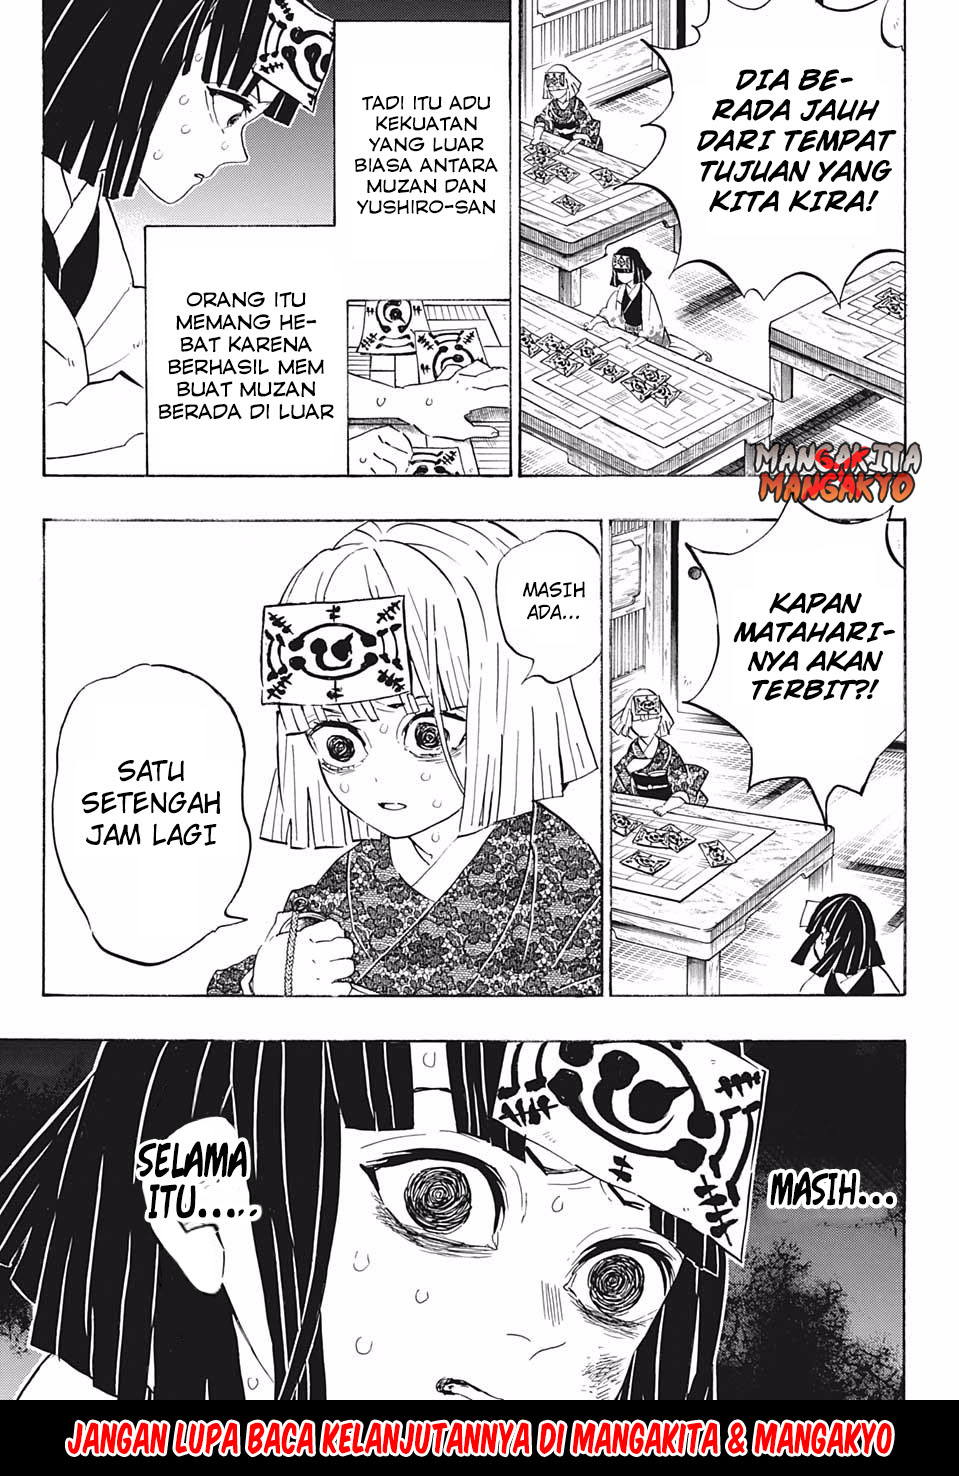 DIA BE-
RADA JAUH
DARI TEMPAT
TUJUAN YANG
KITA KIRA!
TADI ITU ADU
KEKUATAN
YANG LUAR
BIASA ANTARA
MUZAN DAN
YUSHIRO-SAN
ORANG ITU
MEMANG HE-
BAT KARENA
BERHASIL MEM
BUAT MUZAN
BERADA DI LUAR
MANGAKITA
MANGAKYO
KAPAN
MATAHARI-
NYA AKAN
TERBIT?!
MASIH
ADA...
SATU
SETENGAH
JAM LAGI
MASIH...
SELAMA
ITU.....
JANGAN LUPA BACA KELANJUTANNYA DI MANGAKITA & MANGAKYO